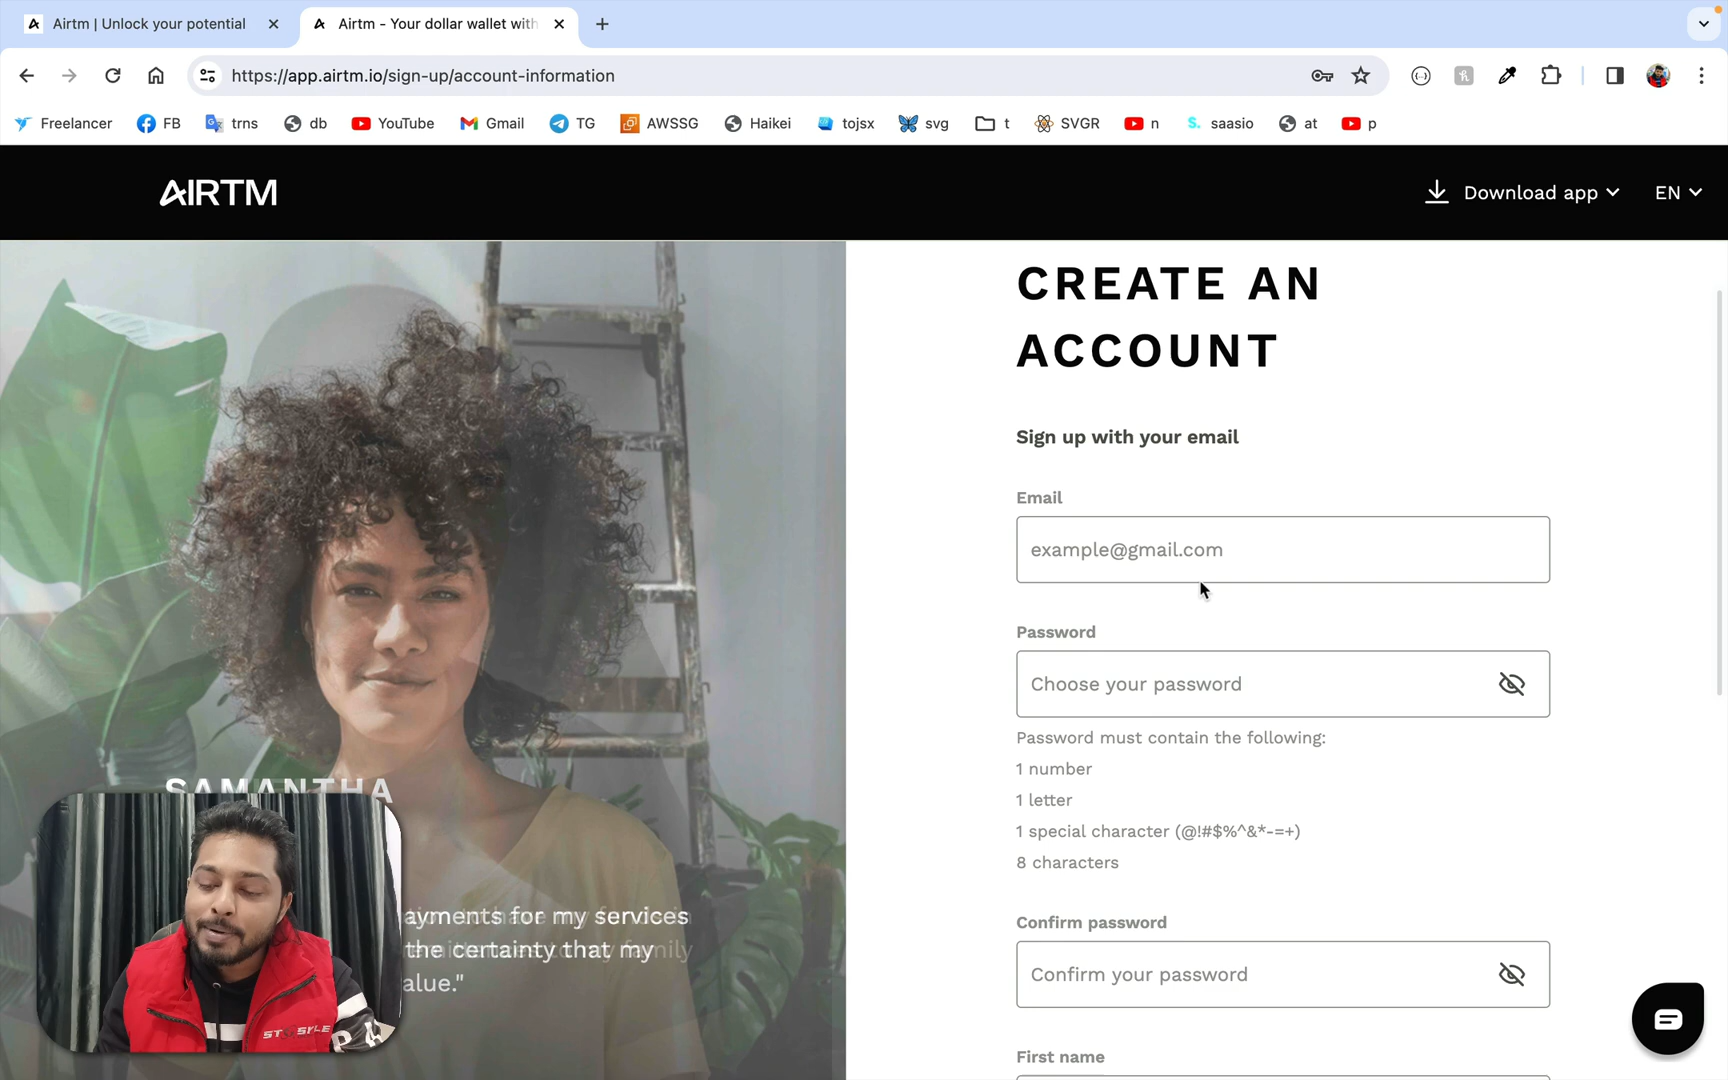 Airtm | Unlock your potential
Airtm - Your dollar wallet with
https://app.airtm.io/sign-up/account-information
Freelancer FB trns db YouTube Gmail TG AWSSG Haikei tojsx svg t SVGR n saasio at p
AIRTM
Download app
EN
CREATE AN
ACCOUNT
Sign up with your email
Email
example@gmail.com
Password
Choose your password
Password must contain the following:
1 number
1 letter
1 special character (@!#$%^&*-=+)
8 characters
Confirm password
Confirm your password
First name
SAMANTHA
ayments for my services
the certainty that my
alue."